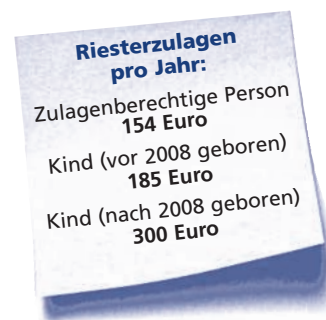 Riesterzulagen
pro Jahr:
Zulagenberechtige Person
154 Euro
Kind (vor 2008 geboren)
185 Euro
Kind (nach 2008 geboren)
300 Euro